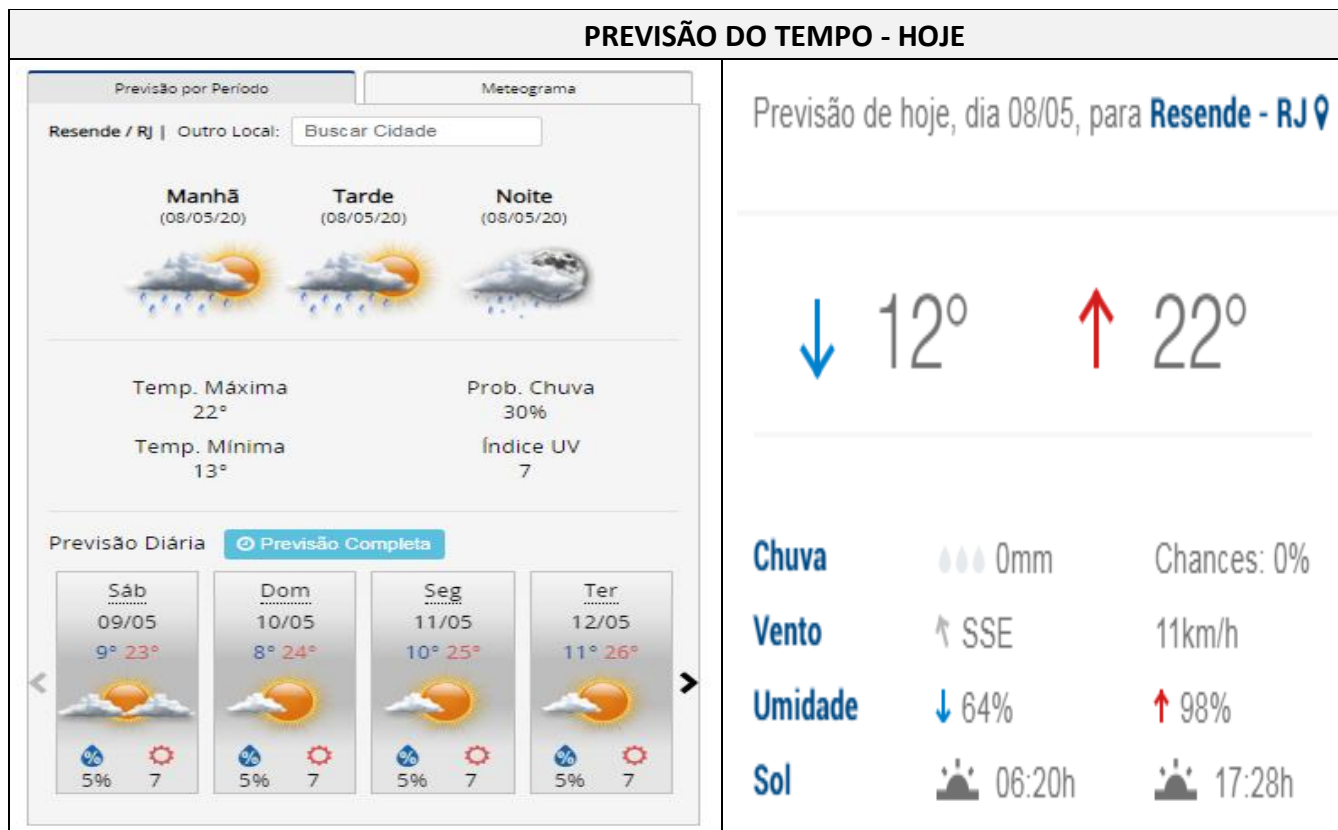 PREVISÃO DO TEMPO - HOJE
Previsão por Período Meteograma
Resende / RJ | Outro Local: Buscar Cidade
Manhã Tarde Noite
(08/05/20) (08/05/20) (08/05/20)
Temp. Máxima Prob. Chuva
22° 30%
Temp. Mínima Índice UV
13° 7
Previsão Diária Previsão Completa
Sáb Dom Seg Ter
09/05 10/05 11/05 12/05
9° 23° 8° 24° 10° 25° 11° 26°
% % % %
5% 7 5% 7 5% 7 5% 7
Previsão de hoje, dia 08/05, para Resende - RJ
12° 22°
Chuva 0mm Chances: 0%
Vento SSE 11km/h
Umidade 64% 98%
Sol 06:20h 17:28h